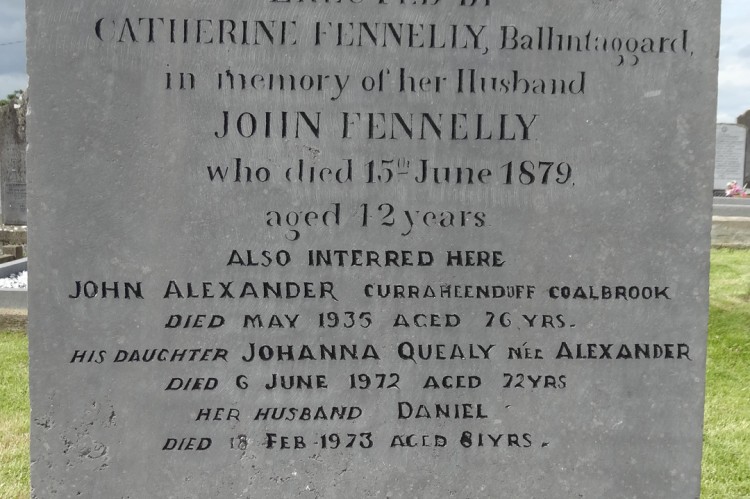 ERECTED BY
CATHERINE FENNELLY, Ballintaggard,
in memory of her Husband
JOHN FENNELLY
who died 15th June 1879,
aged 42 years
ALSO INTERRED HERE
JOHN ALEXANDER CURRAHEENDUFF COALBROOK
DIED MAY 1935 AGED 76 YRS.
HIS DAUGHTER JOHANNA QUEALY NÉE ALEXANDER
DIED 6 JUNE 1972 AGED 72YRS
HER HUSBAND DANIEL
DIED 18 FEB 1973 AGED 81YRS.